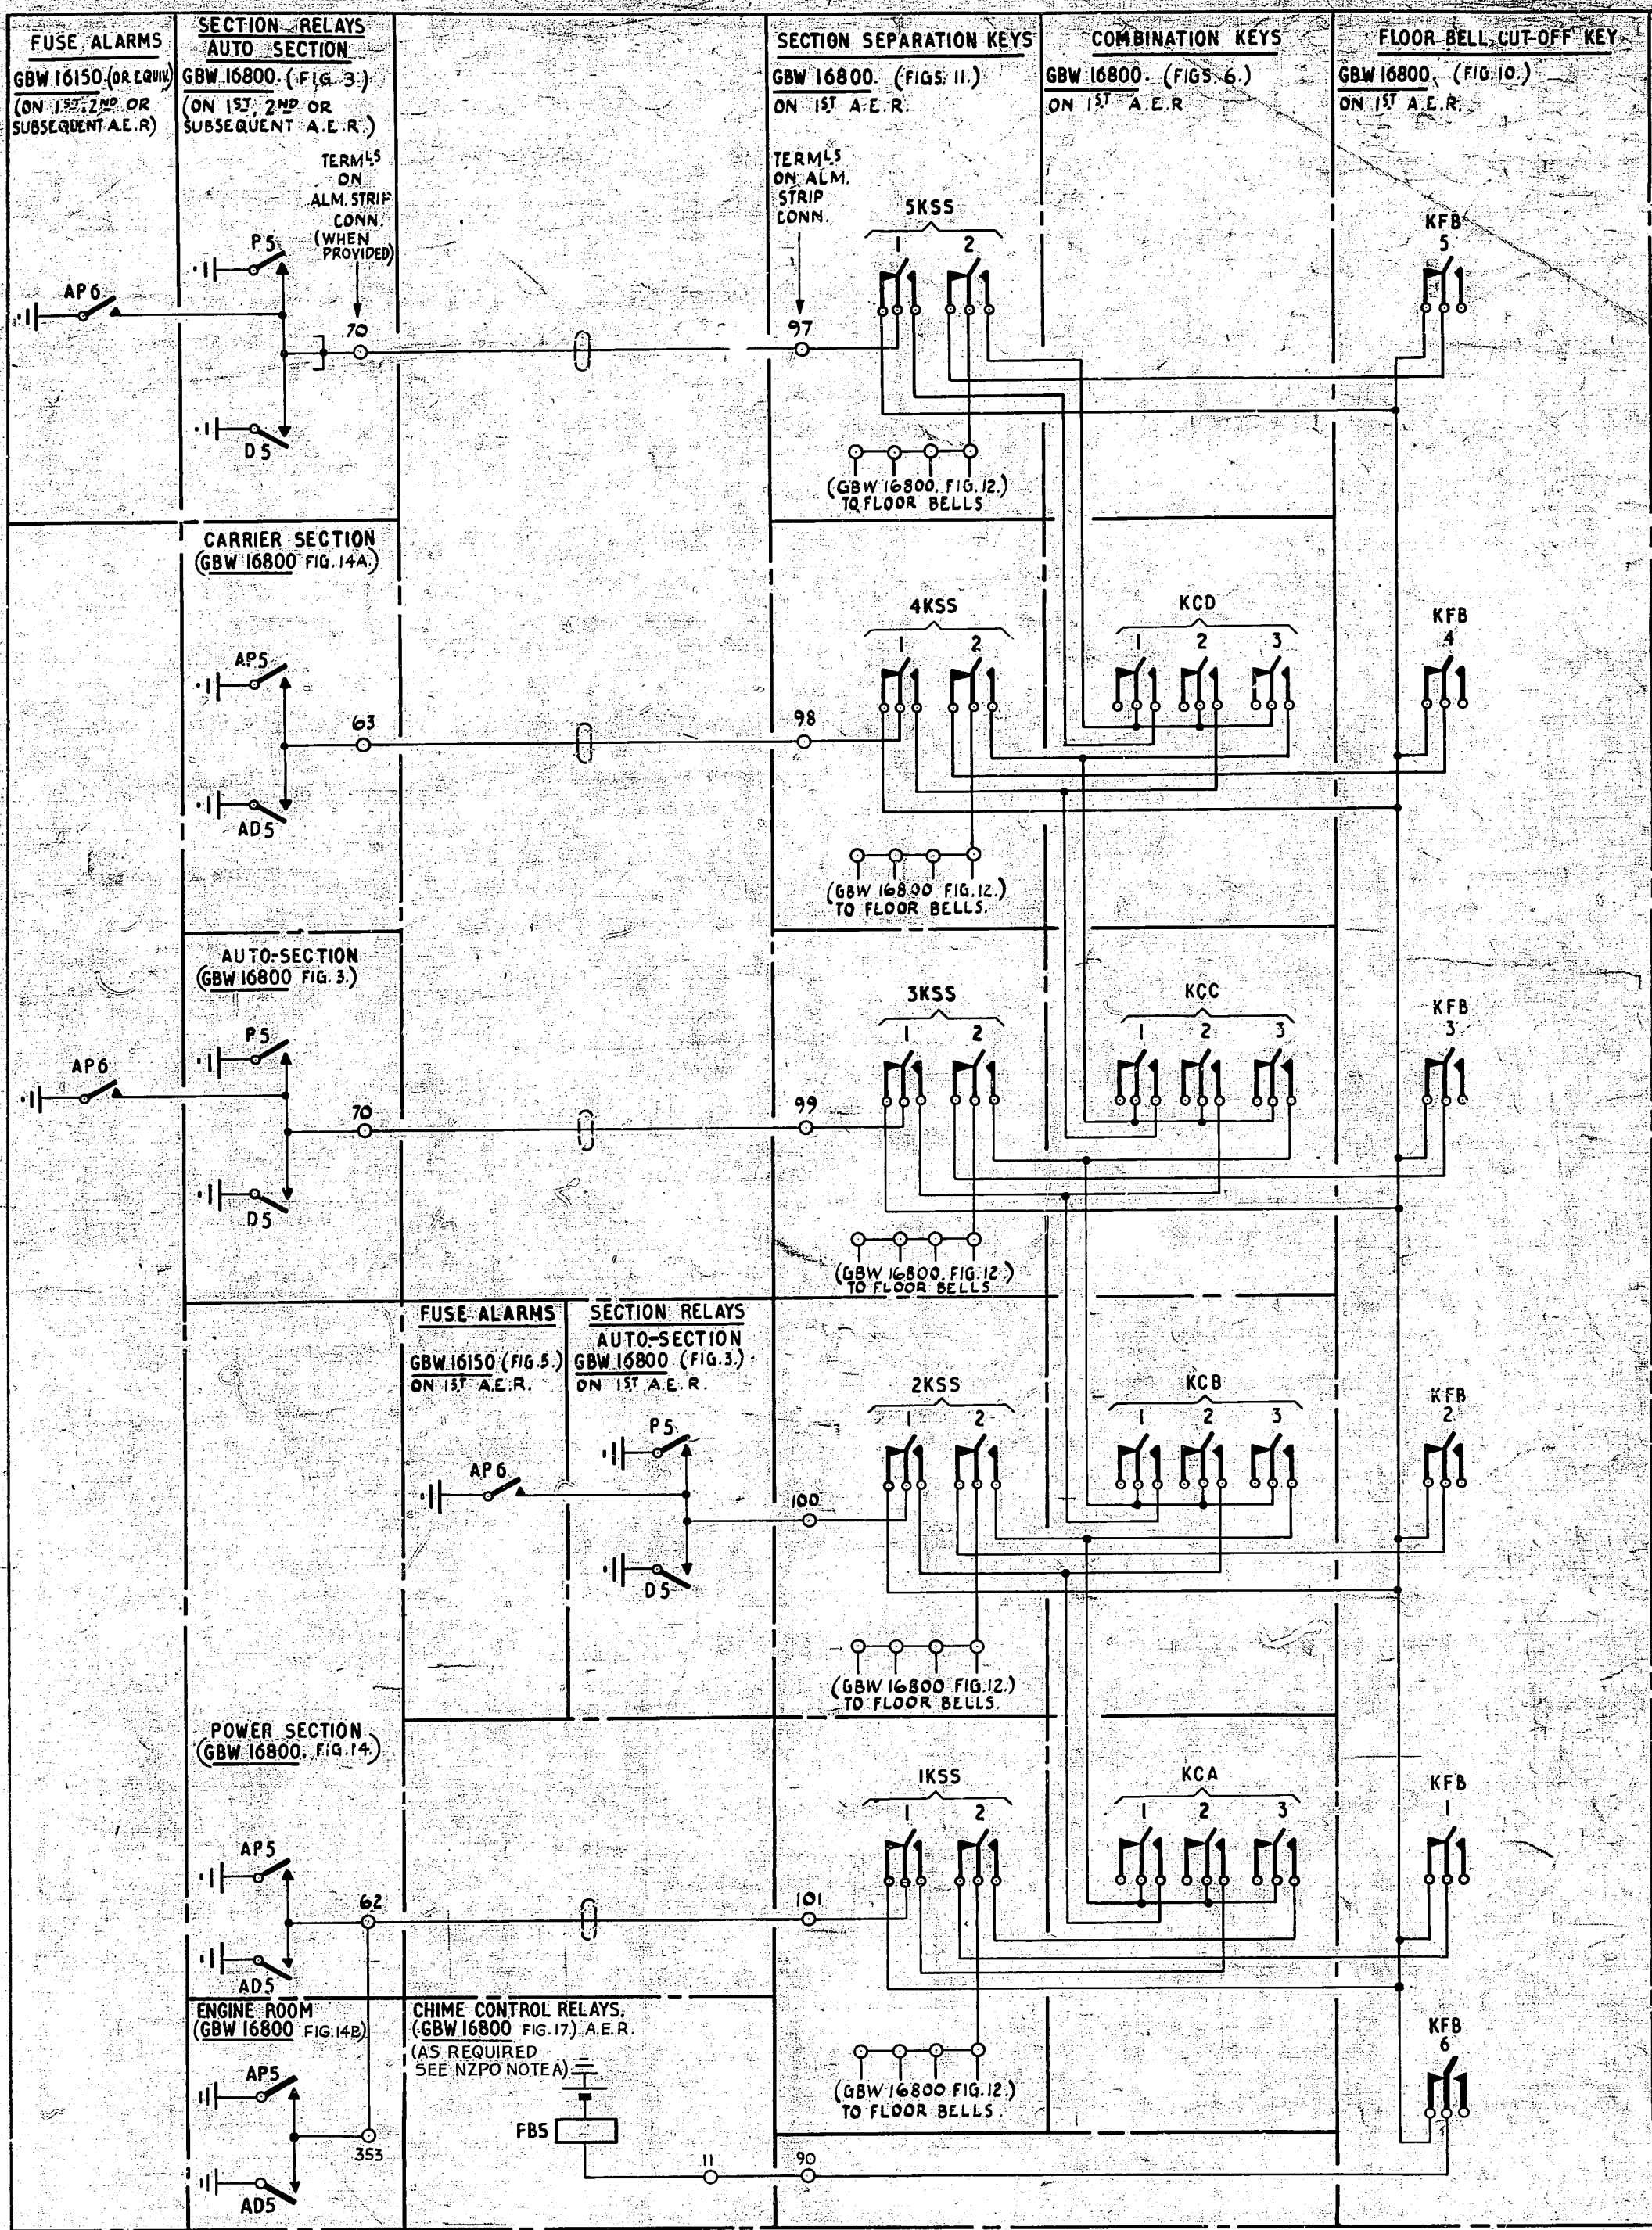 FUSE ALARMS
GBW 16150 (OR EQUIV)
(ON 1ST, 2ND OR
SUBSEQUENT A.E.R)
SECTION RELAYS
AUTO SECTION
GBW 16800. (FIG. 3.)
(ON 1ST, 2ND OR
SUBSEQUENT A.E.R.)
TERMLS
ON
ALM. STRIP
CONN.
(WHEN
PROVIDED)
SECTION SEPARATION KEYS
GBW 16800. (FIGS. 11.)
ON 1ST A.E.R.
TERMLS
ON ALM.
STRIP
CONN.
COMBINATION KEYS
GBW 16800. (FIGS. 6.)
ON 1ST A.E.R
FLOOR BELL CUT-OFF KEY
GBW 16800. (FIG. 10.)
ON 1ST A.E.R.
P5
AP6
70
D5
97
5KSS
1 2
KFB
5
(GBW 16800. FIG. 12.)
TO FLOOR BELLS
CARRIER SECTION
(GBW 16800 FIG. 14A.)
AP5
63
AD5
98
4KSS
1 2
KCD
1 2 3
KFB
4
(GBW 16800 FIG. 12.)
TO FLOOR BELLS.
AUTO-SECTION
(GBW 16800 FIG. 3.)
P5
AP6
70
D5
99
3KSS
1 2
KCC
1 2 3
KFB
3
(GBW 16800. FIG. 12.)
TO FLOOR BELLS
FUSE ALARMS
GBW 16150 (FIG. 5.)
ON 1ST A.E.R.
SECTION RELAYS
AUTO-SECTION
GBW 16800 (FIG. 3.)
ON 1ST A.E.R.
P5
AP6
D5
100
2KSS
1 2
KCB
1 2 3
KFB
2
(GBW 16800 FIG. 12.)
TO FLOOR BELLS.
POWER SECTION
(GBW 16800. FIG. 14.)
AP5
62
AD5
101
1KSS
1 2
KCA
1 2 3
KFB
1
ENGINE ROOM
(GBW 16800 FIG. 14B)
AP5
353
AD5
CHIME CONTROL RELAYS.
(GBW 16800 FIG. 17) A.E.R.
(AS REQUIRED
SEE NZPO NOTE A)
FBS
11
90
(GBW 16800 FIG. 12.)
TO FLOOR BELLS.
KFB
6